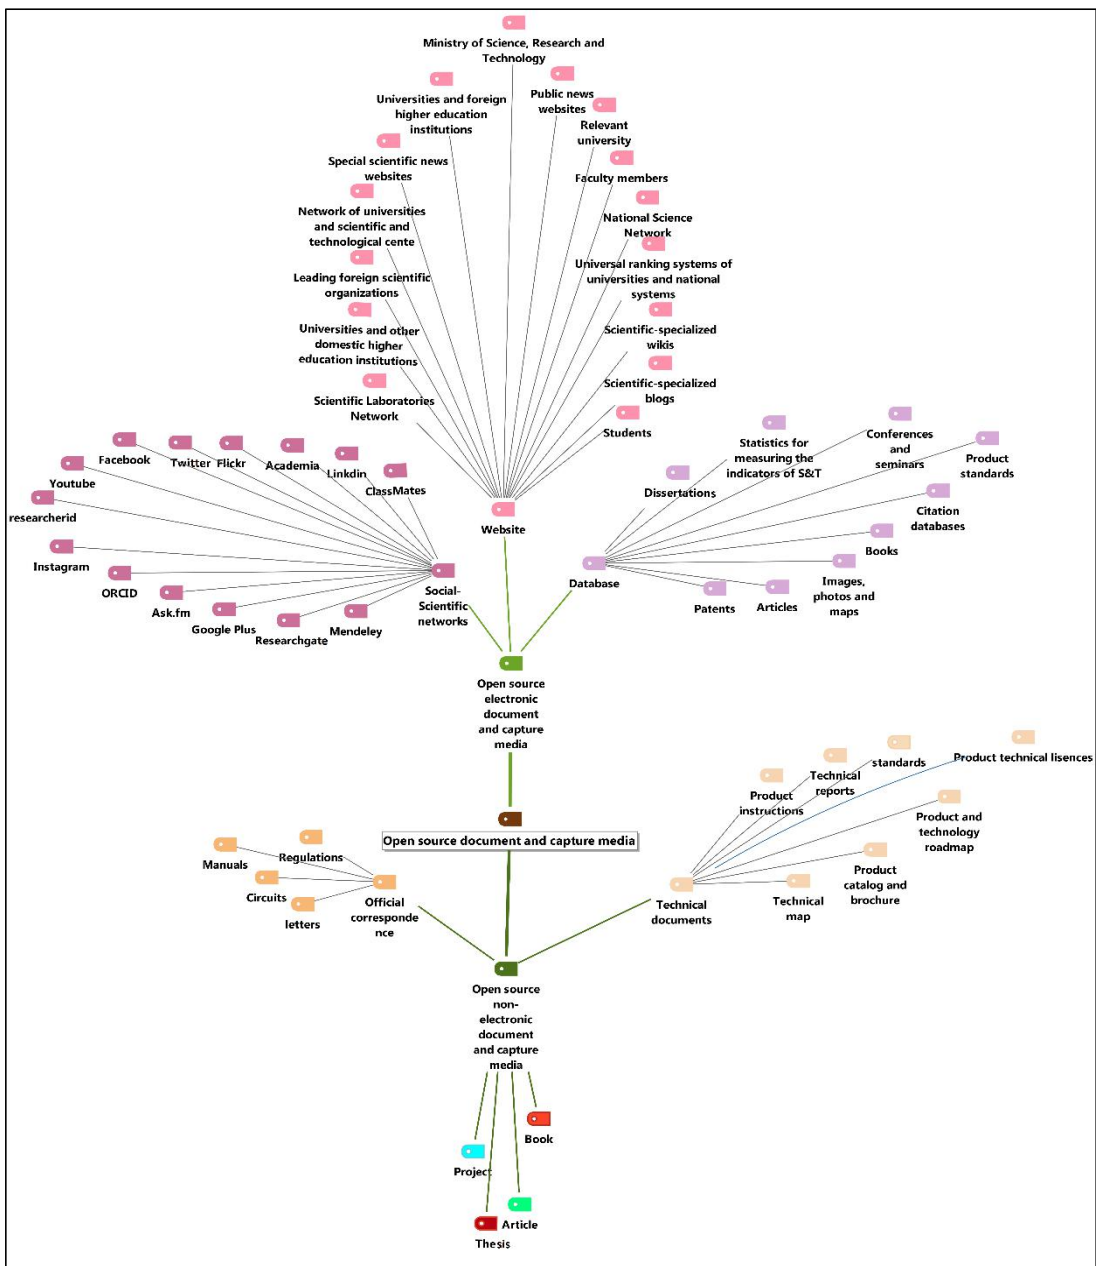 Ministry of Science, Research and
Technology
Universities and foreign
higher education
institutions
Public news
websites
Relevant
university
Special scientific news
websites
Faculty members
Network of universities
and scientific and
technological cente
National Science
Network
Leading foreign scientific
organizations
Universal ranking systems of
universities and national
systems
Universities and other
domestic higher
education institutions
Scientific-specialized
wikis
Scientific Laboratories
Network
Scientific-specialized
blogs
Students
Website
Facebook
Twitter
Flickr
Academia
Linkdin
ClassMates
Youtube
researcherid
Instagram
ORCID
Ask.fm
Google Plus
Researchgate
Mendeley
Social-
Scientific
networks
Statistics for
measuring the
indicators of S&T
Conferences
and
seminars
Product
standards
Dissertations
Citation
databases
Books
Images,
photos and
maps
Articles
Patents
Database
Open source
electronic
document
and capture
media
Open source document and capture media
Manuals
Regulations
Circuits
letters
Official
corresponde
nce
Product
instructions
Technical
reports
standards
Product technical lisences
Product and
technology
roadmap
Product
catalog and
brochure
Technical
map
Technical
documents
Open source
non-
electronic
document
and capture
media
Book
Project
Article
Thesis